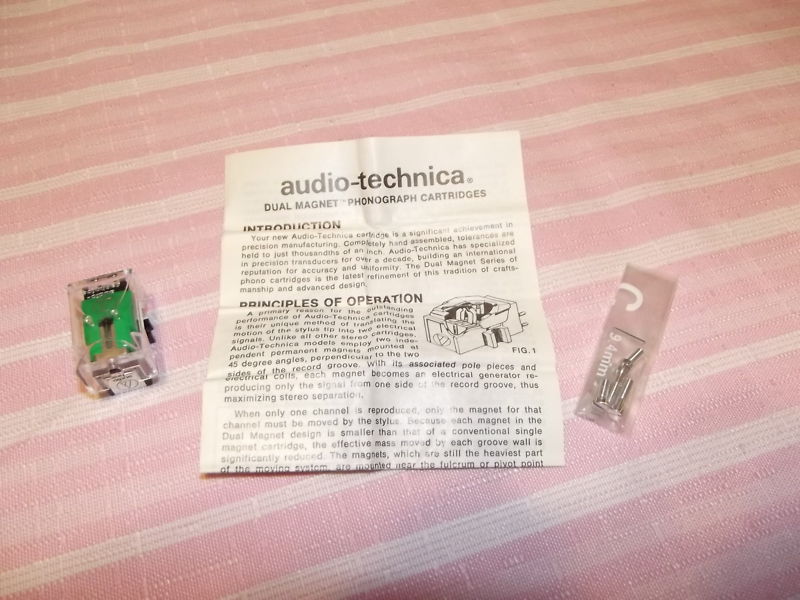 audio-technica®
DUAL MAGNET™ PHONOGRAPH CARTRIDGES
INTRODUCTION
Your new Audio-Technica cartridge is a significant achievement in
precision manufacturing. Completely hand assembled, tolerances are
held to just thousandths of an inch. Audio-Technica has specialized
in precision transducers for over a decade, building an international
reputation for accuracy and uniformity. The Dual Magnet Series of
phono cartridges is the latest refinement of this tradition of crafts-
manship and advanced design.
PRINCIPLES OF OPERATION
A primary reason for the outstanding
performance of Audio-Technica cartridges
is their unique method of translating the
motion of the stylus tip into two electrical
signals. Unlike all other stereo cartridges,
Audio-Technica models employ two inde-
pendent permanent magnets mounted at
45 degree angles, perpendicular to the two
sides of the record groove. With its associated pole pieces and
electrical coils, each magnet becomes an electrical generator re-
producing only the signal from one side of the record groove, thus
maximizing stereo separation.
FIG. 1
When only one channel is reproduced, only the magnet for that
channel must be moved by the stylus. Because each magnet in the
Dual Magnet design is smaller than that of a conventional single
magnet cartridge, the effective mass moved by each groove wall is
significantly reduced. The magnets, which are still the heaviest part
of the moving system, are mounted near the fulcrum or pivot point
9.4mm